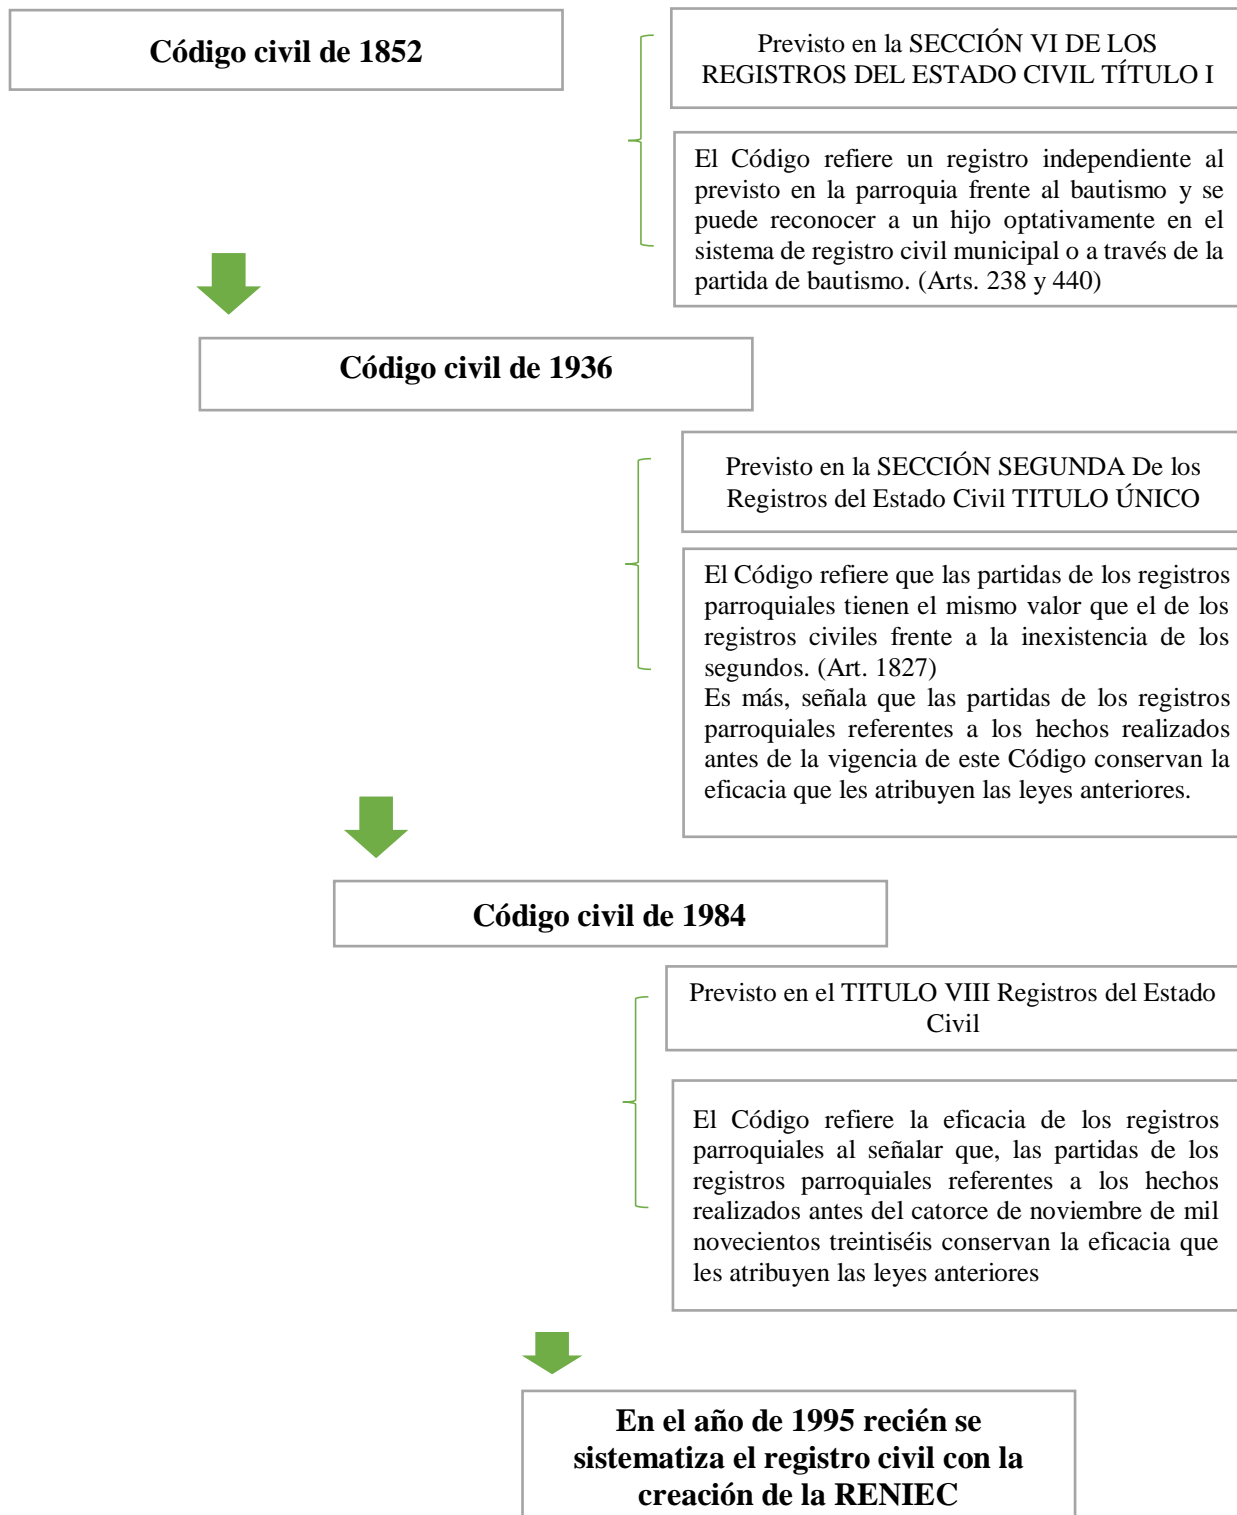 Código civil de 1852
Previsto en la SECCIÓN VI DE LOS
REGISTROS DEL ESTADO CIVIL TÍTULO I
El Código refiere un registro independiente al
previsto en la parroquia frente al bautismo y se
puede reconocer a un hijo optativamente en el
sistema de registro civil municipal o a través de la
partida de bautismo. (Arts. 238 y 440)
Código civil de 1936
Previsto en la SECCIÓN SEGUNDA De los
Registros del Estado Civil TITULO ÚNICO
El Código refiere que las partidas de los registros
parroquiales tienen el mismo valor que el de los
registros civiles frente a la inexistencia de los
segundos. (Art. 1827)
Es más, señala que las partidas de los registros
parroquiales referentes a los hechos realizados
antes de la vigencia de este Código conservan la
eficacia que les atribuyen las leyes anteriores.
Código civil de 1984
Previsto en el TITULO VIII Registros del Estado
Civil
El Código refiere la eficacia de los registros
parroquiales al señalar que, las partidas de los
registros parroquiales referentes a los hechos
realizados antes del catorce de noviembre de mil
novecientos treintiséis conservan la eficacia que
les atribuyen las leyes anteriores
En el año de 1995 recién se
sistematiza el registro civil con la
creación de la RENIEC